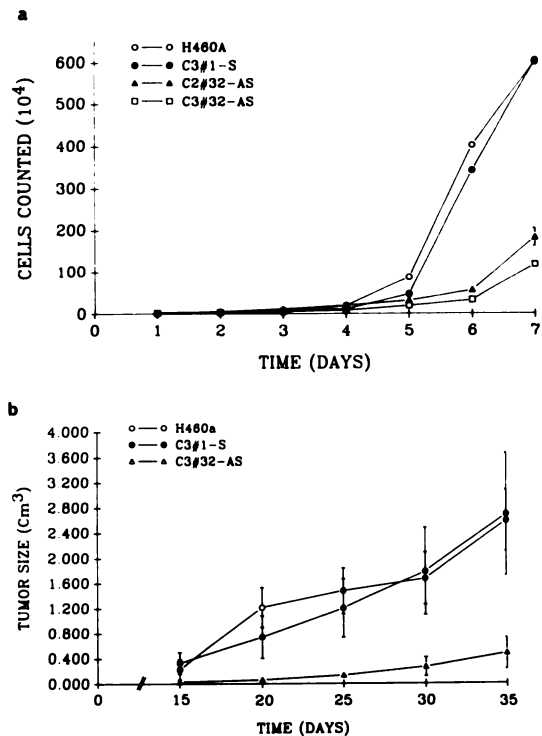 a
H460A
C3#1-S
C2#32-AS
C3#32-AS
600
500
400
300
200
100
0
CELLS COUNTED (10⁴)
0 1 2 3 4 5 6 7
TIME (DAYS)
b
H460a
C3#1-S
C3#32-AS
4.000
3.600
3.200
2.800
2.400
2.000
1.600
1.200
0.800
0.400
0.000
TUMOR SIZE (Cm³)
0 15 20 25 30 35
TIME (DAYS)